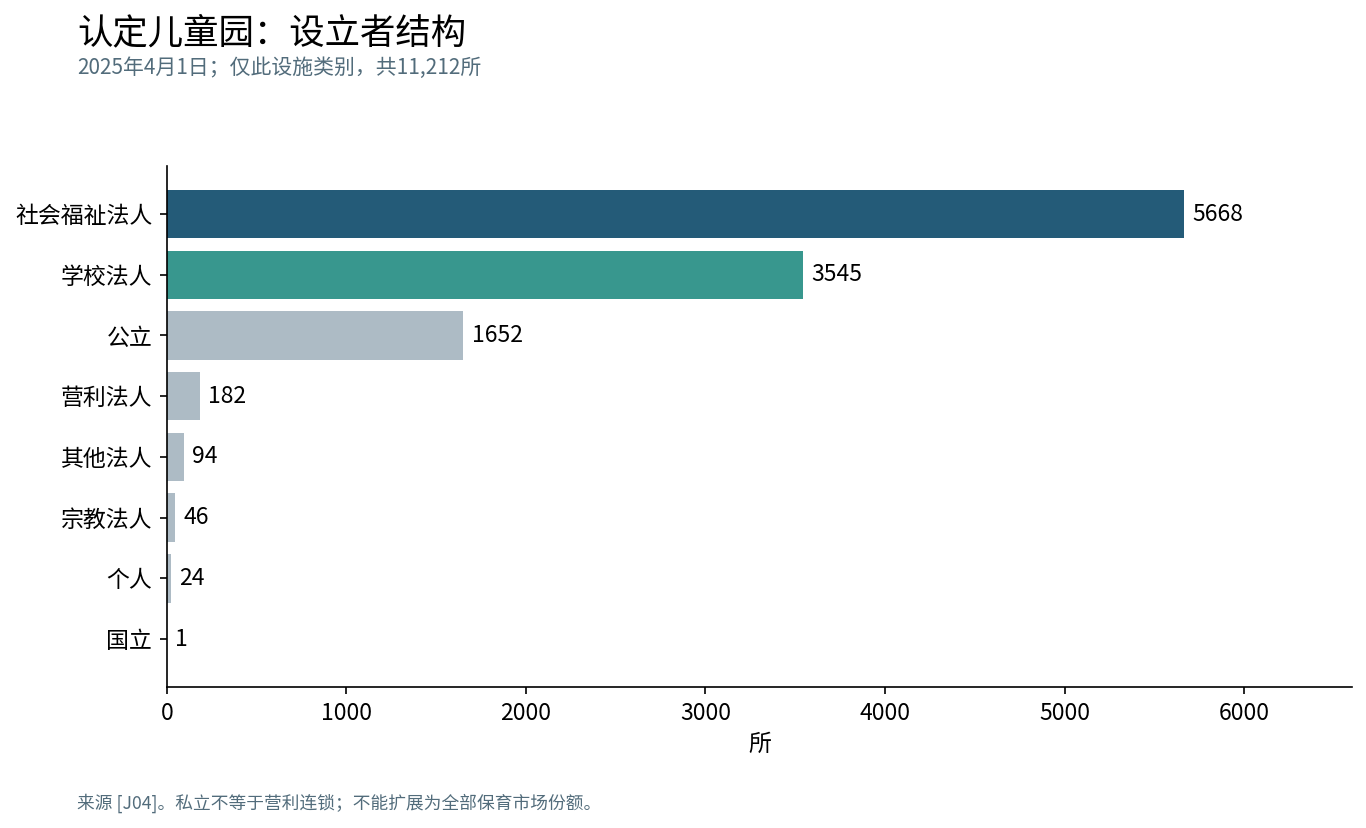 认定儿童园：设立者结构
2025年4月1日；仅此设施类别，共11,212所
社会福祉法人 5668
学校法人 3545
公立 1652
营利法人 182
其他法人 94
宗教法人 46
个人 24
国立 1
0 1000 2000 3000 4000 5000 6000
所
来源 [J04]。私立不等于营利连锁；不能扩展为全部保育市场份额。